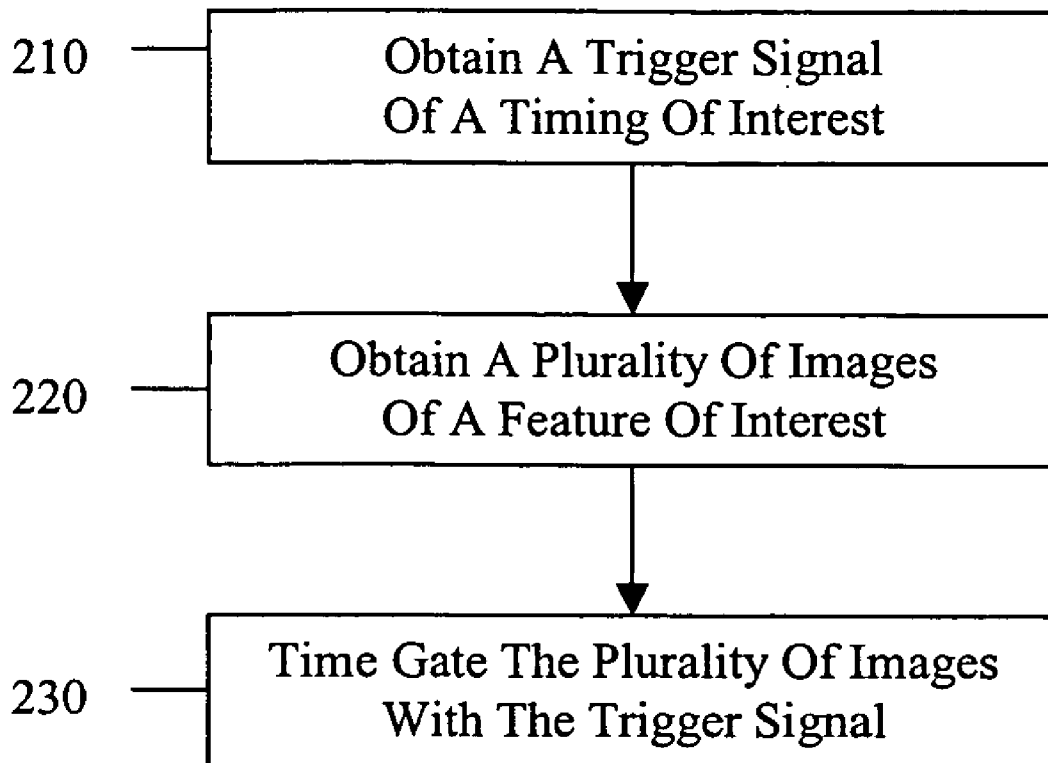 210
Obtain A Trigger Signal
Of A Timing Of Interest
220
Obtain A Plurality Of Images
Of A Feature Of Interest
230
Time Gate The Plurality Of Images
With The Trigger Signal